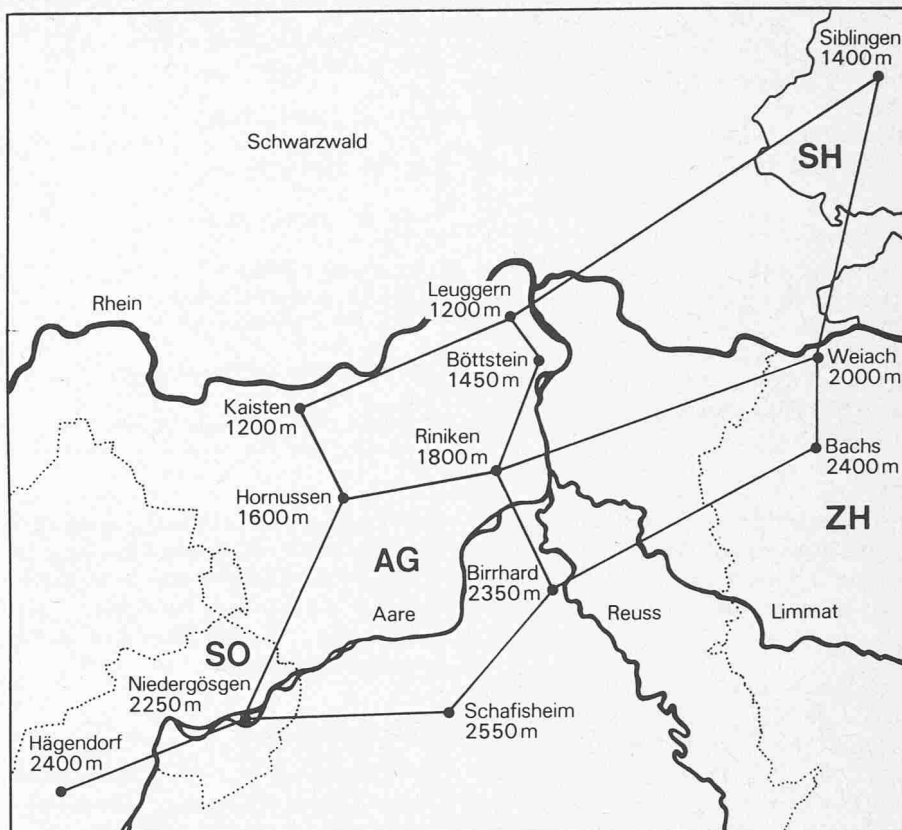 Siblingen
1400 m
Schwarzwald
SH
Rhein
Leuggern
1200 m
Böttstein
1450 m
Weiach
2000 m
Kaisten
1200 m
Riniken
1800 m
Bachs
2400 m
Hornussen
1600 m
ZH
AG
Birrhard
2350 m
Aare
Reuss
Limmat
SO
Niedergösgen
2250 m
Schafisheim
2550 m
Hägendorf
2400 m